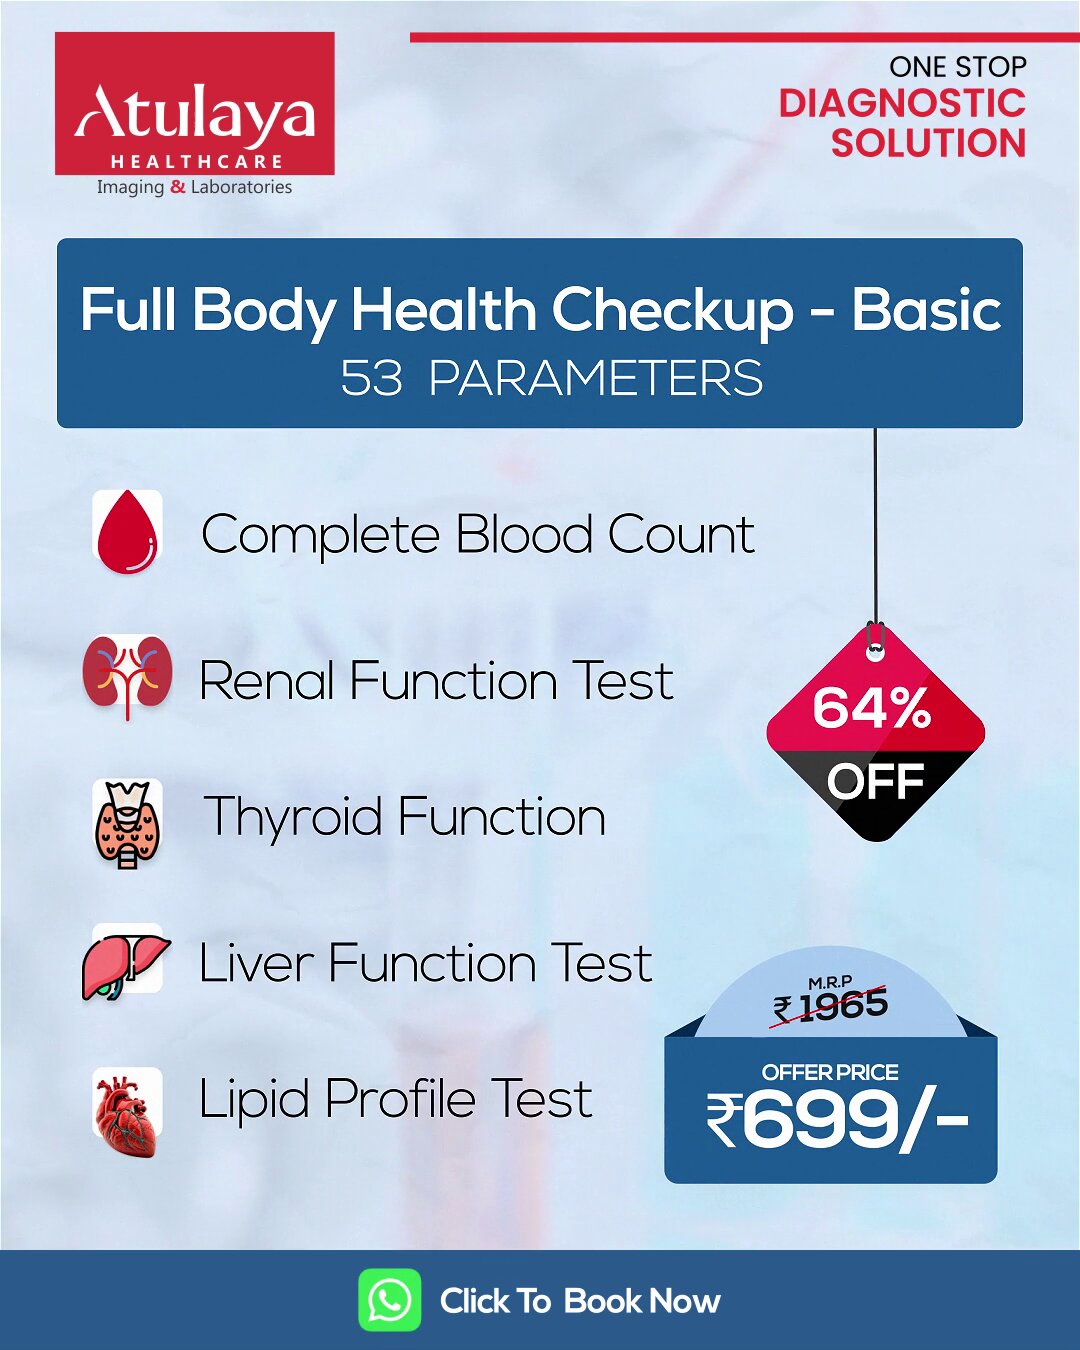 Atulaya
HEALTHCARE
Imaging & Laboratories
ONE STOP
DIAGNOSTIC
SOLUTION
Full Body Health Checkup - Basic
53 PARAMETERS
Complete Blood Count
Renal Function Test
64%
OFF
Thyroid Function
Liver Function Test
M.R.P
₹ 1965
OFFER PRICE
₹699/-
Lipid Profile Test
Click To Book Now